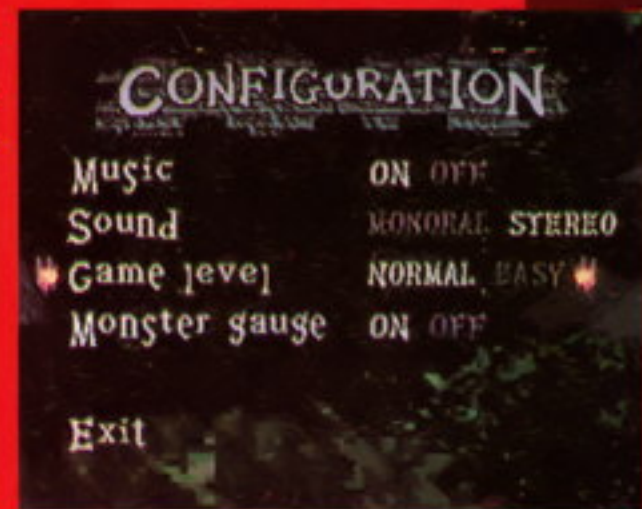 CONFIGURATION
Music ON OFF
Sound MONORAL STEREO
Game level NORMAL EASY
Monster gauge ON OFF
Exit